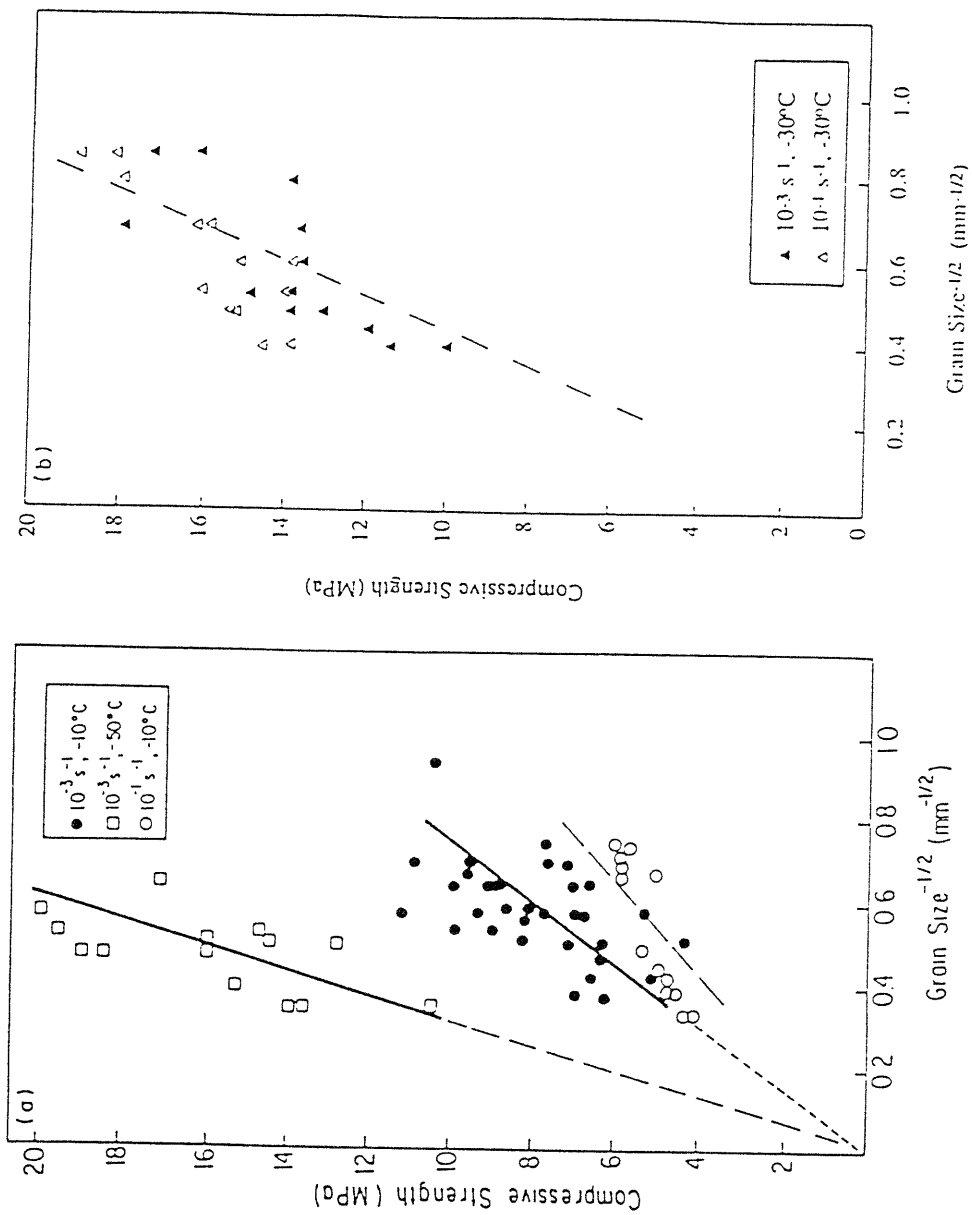 (a)
● 10⁻³ s⁻¹, -10°C
□ 10⁻³ s⁻¹, -50°C
○ 10⁻¹ s⁻¹, -10°C
20
18
16
14
12
10
8
6
4
2
Compressive Strength (MPa)
0.2
0.4
0.6
0.8
1.0
Grain Size⁻¹/² (mm⁻¹/²)
(b)
20
18
16
14
12
10
8
6
4
2
0
Compressive Strength (MPa)
0.2
0.4
0.6
0.8
1.0
Grain Size⁻¹/² (mm⁻¹/²)
▲ 10⁻³ s⁻¹, -30°C
△ 10⁻¹ s⁻¹, -30°C